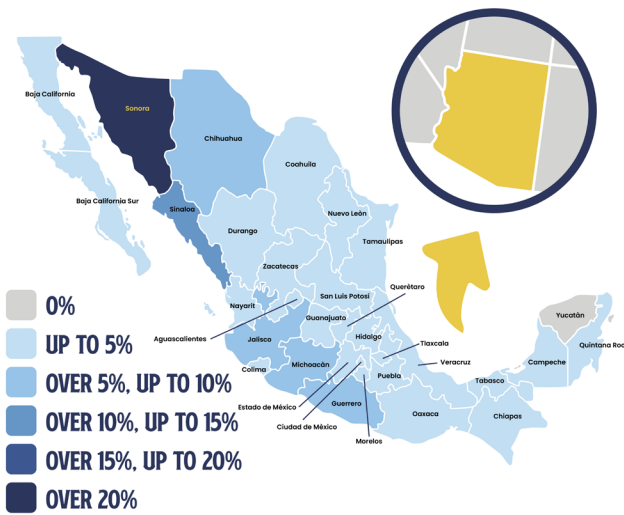 Baja California
Sonora
Chihuahua
Coahuila
Baja California Sur
Sinaloa
Nuevo León
Durango
Tamaulipas
Zacatecas
Querétaro
San Luis Potosí
Nayarit
Guanajuato
Yucatán
Aguascalientes
Jalisco
Hidalgo
Tlaxcala
Quintana Roo
Michoacán
Veracruz
Campeche
Colima
Puebla
Tabasco
Estado de México
Guerrero
Oaxaca
Chiapas
Ciudad de México
Morelos
0%
UP TO 5%
OVER 5%, UP TO 10%
OVER 10%, UP TO 15%
OVER 15%, UP TO 20%
OVER 20%